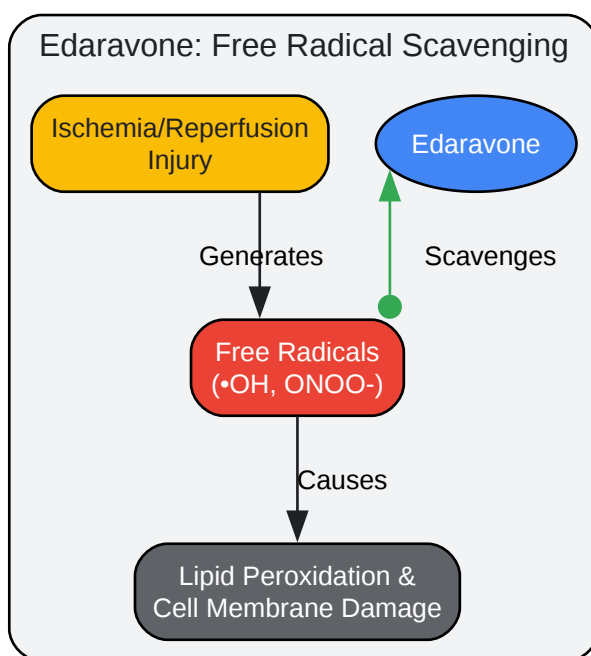 Edaravone: Free Radical Scavenging
Ischemia/Reperfusion
Injury
Edaravone
Generates
Scavenges
Free Radicals
(•OH, ONOO-)
Causes
Lipid Peroxidation &
Cell Membrane Damage